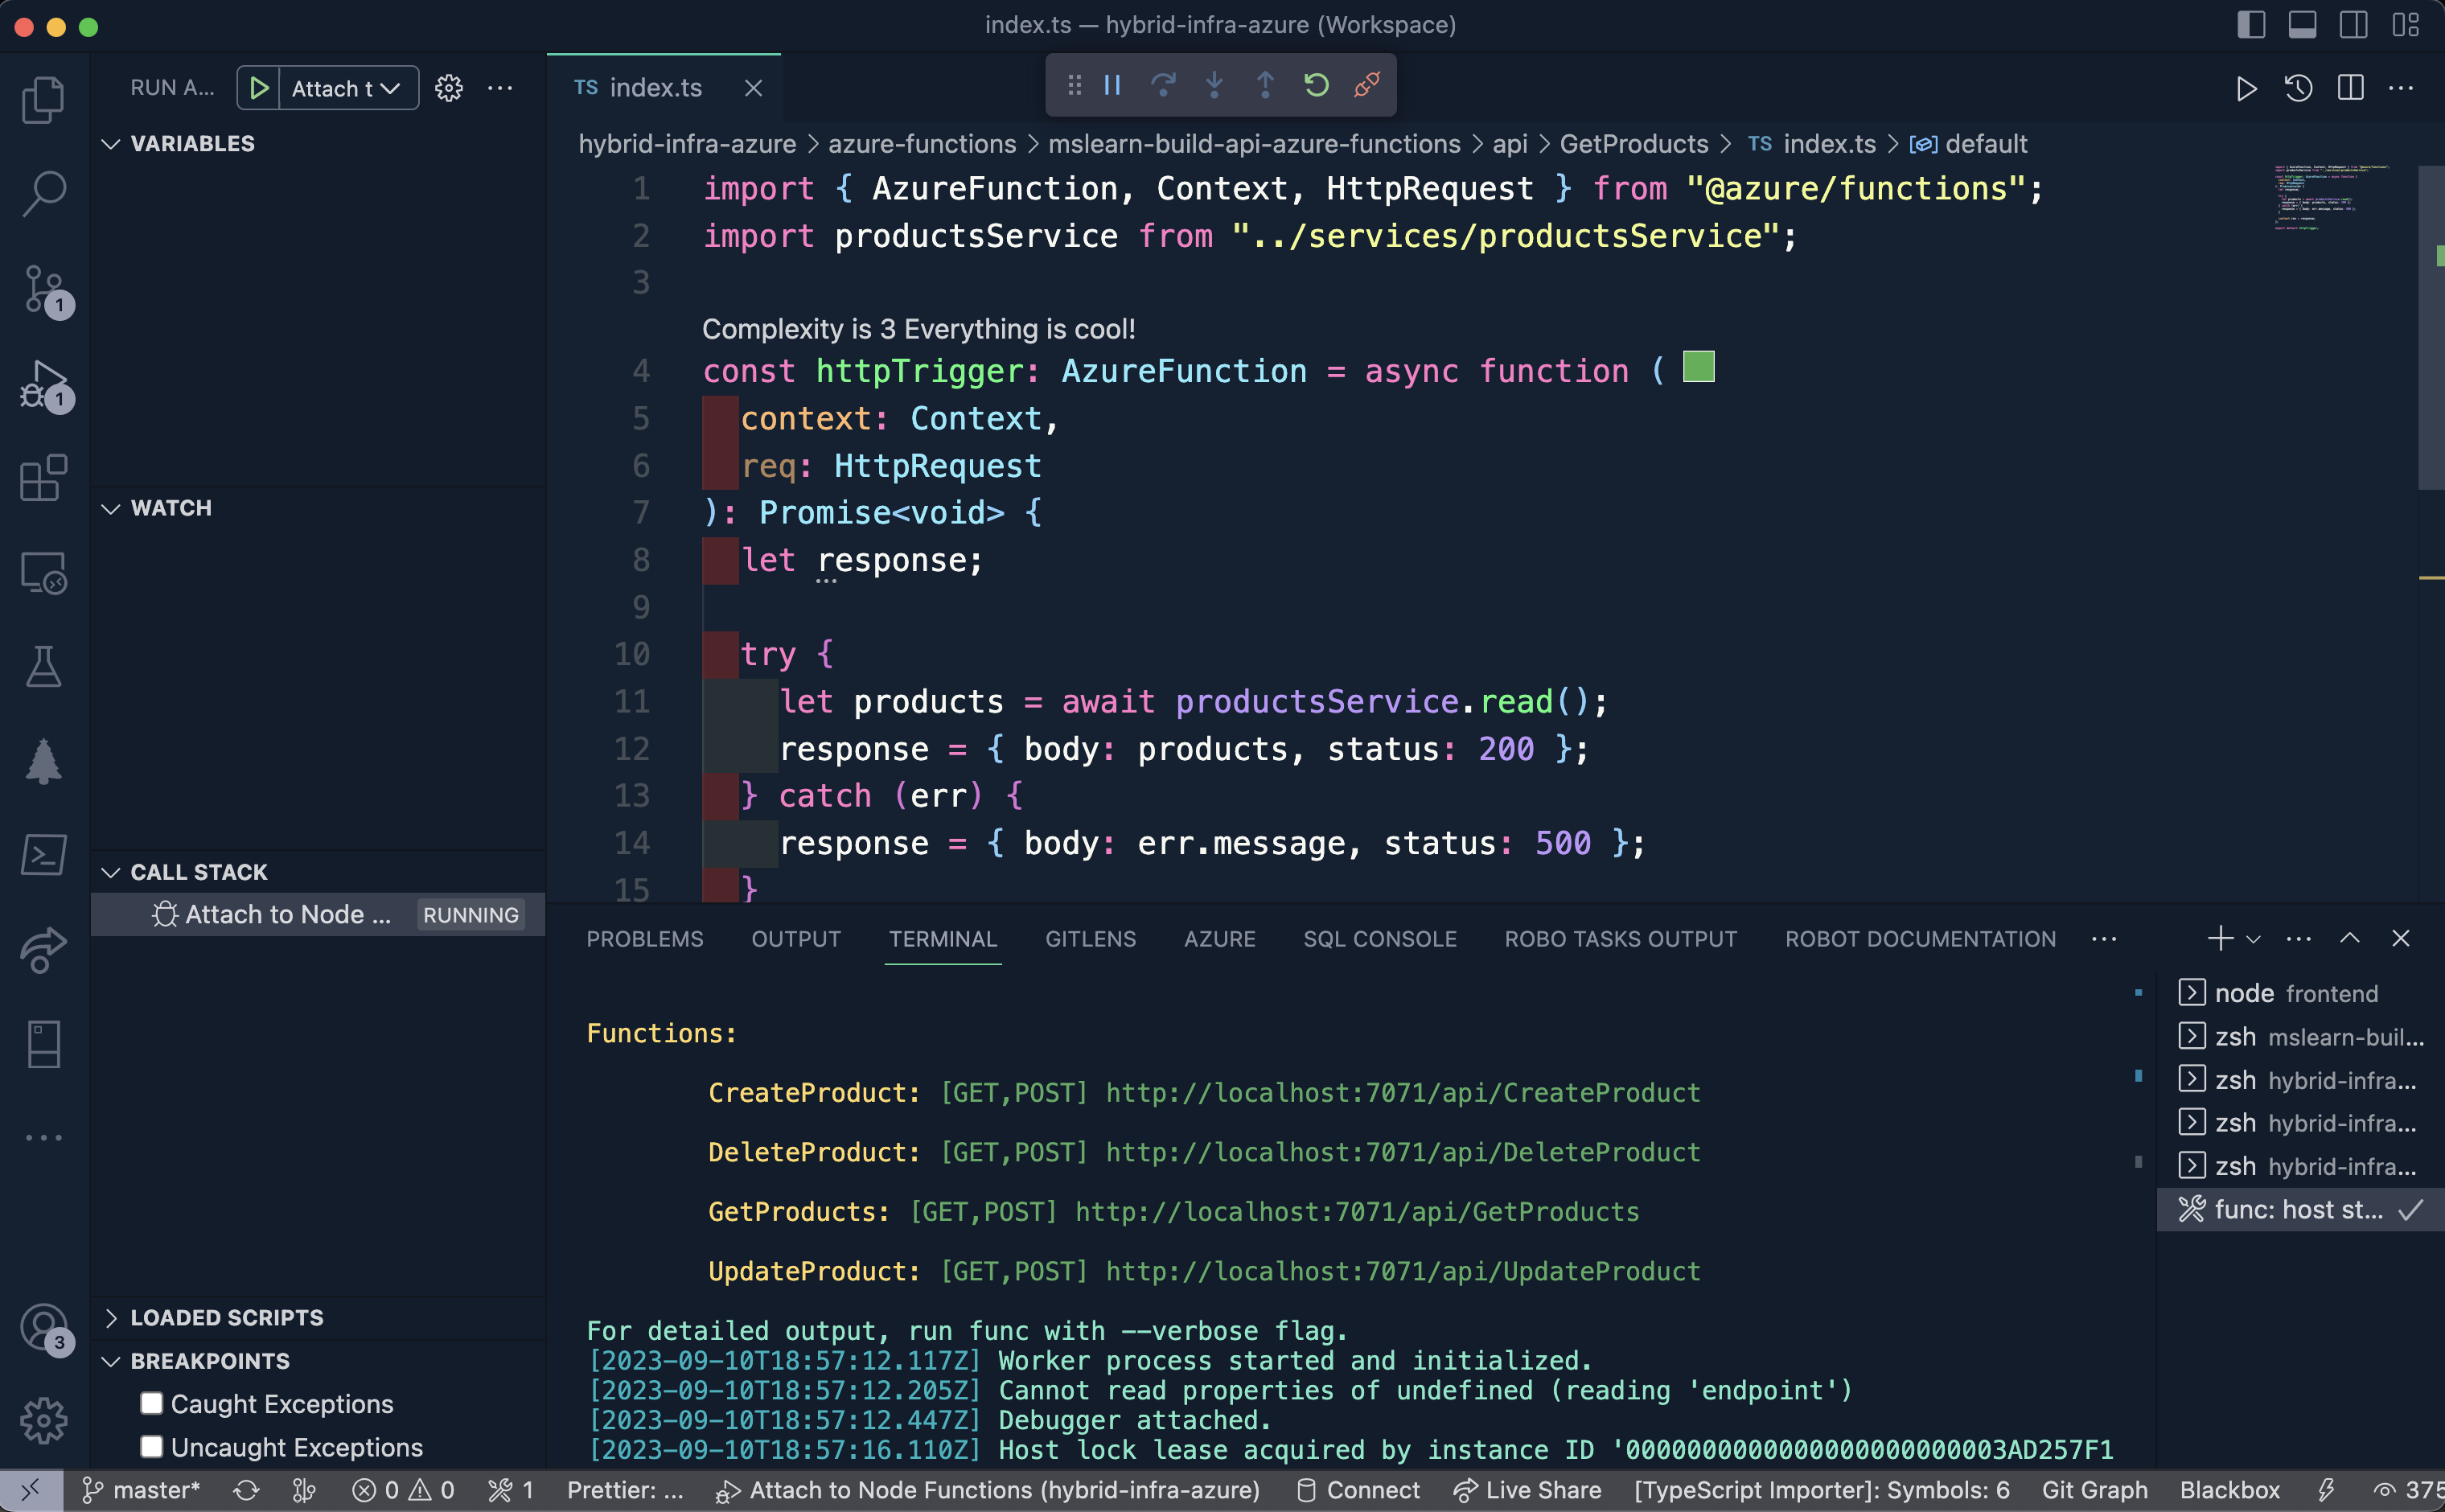 index.ts — hybrid-infra-azure (Workspace)
RUN A...
Attach t
TS index.ts
VARIABLES
WATCH
CALL STACK
Attach to Node ... RUNNING
LOADED SCRIPTS
BREAKPOINTS
Caught Exceptions
Uncaught Exceptions
1
1
3
hybrid-infra-azure > azure-functions > mslearn-build-api-azure-functions > api > GetProducts > TS index.ts > default
1 import { AzureFunction, Context, HttpRequest } from "@azure/functions";
2 import productsService from "../services/productsService";
3
Complexity is 3 Everything is cool!
4 const httpTrigger: AzureFunction = async function (
5 context: Context,
6 req: HttpRequest
7 ): Promise<void> {
8 let response;
9
10 try {
11 let products = await productsService.read();
12 response = { body: products, status: 200 };
13 } catch (err) {
14 response = { body: err.message, status: 500 };
15 }
PROBLEMS OUTPUT TERMINAL GITLENS AZURE SQL CONSOLE ROBO TASKS OUTPUT ROBOT DOCUMENTATION ...
Functions:
CreateProduct: [GET,POST] http://localhost:7071/api/CreateProduct
DeleteProduct: [GET,POST] http://localhost:7071/api/DeleteProduct
GetProducts: [GET,POST] http://localhost:7071/api/GetProducts
UpdateProduct: [GET,POST] http://localhost:7071/api/UpdateProduct
For detailed output, run func with --verbose flag.
[2023-09-10T18:57:12.117Z] Worker process started and initialized.
[2023-09-10T18:57:12.205Z] Cannot read properties of undefined (reading 'endpoint')
[2023-09-10T18:57:12.447Z] Debugger attached.
[2023-09-10T18:57:16.110Z] Host lock lease acquired by instance ID '0000000000000000000000003AD257F1
node frontend
zsh mslearn-buil...
zsh hybrid-infra...
zsh hybrid-infra...
zsh hybrid-infra...
func: host st...
master* 0 0 1 Prettier: ... Attach to Node Functions (hybrid-infra-azure) Connect Live Share [TypeScript Importer]: Symbols: 6 Git Graph Blackbox 375